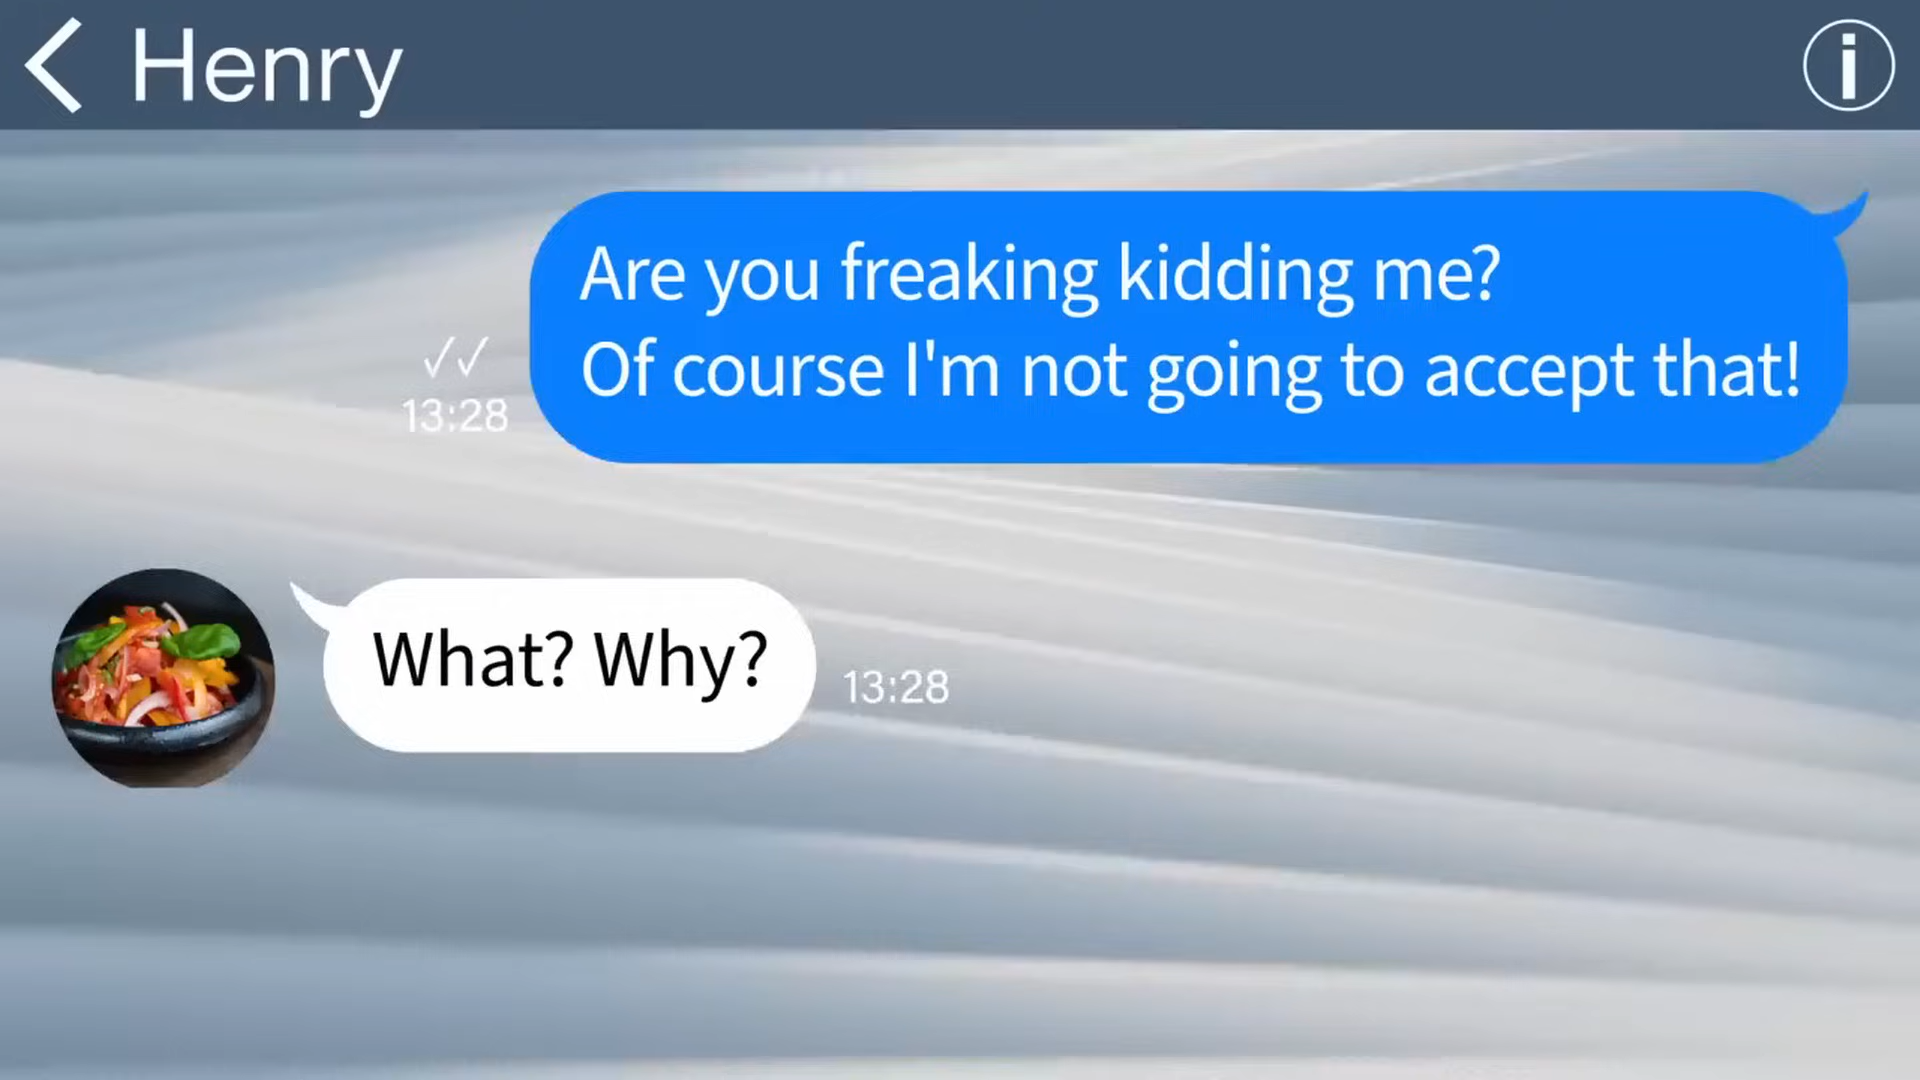 Henry
Are you freaking kidding me?
Of course I'm not going to accept that!
13:28
What? Why?
13:28